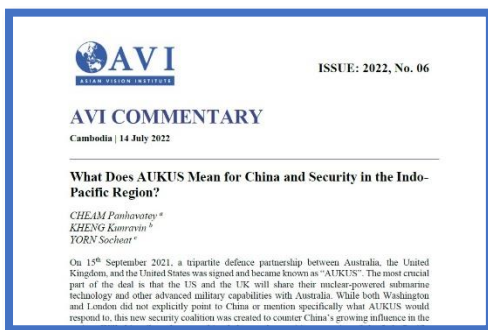 AVI
ASIAN VISION INSTITUTE
ISSUE: 2022, No. 06
AVI COMMENTARY
Cambodia | 14 July 2022
What Does AUKUS Mean for China and Security in the Indo-
Pacific Region?
CHEAM Panhavatey a
KHENG Kunravin b
YORN Socheat c
On 15th September 2021, a tripartite defence partnership between Australia, the United
Kingdom, and the United States was signed and became known as “AUKUS”. The most crucial
part of the deal is that the US and the UK will share their nuclear-powered submarine
technology and other advanced military capabilities with Australia. While both Washington
and London did not explicitly point to China or mention specifically what AUKUS would
respond to, this new security coalition was created to counter China's growing influence in the